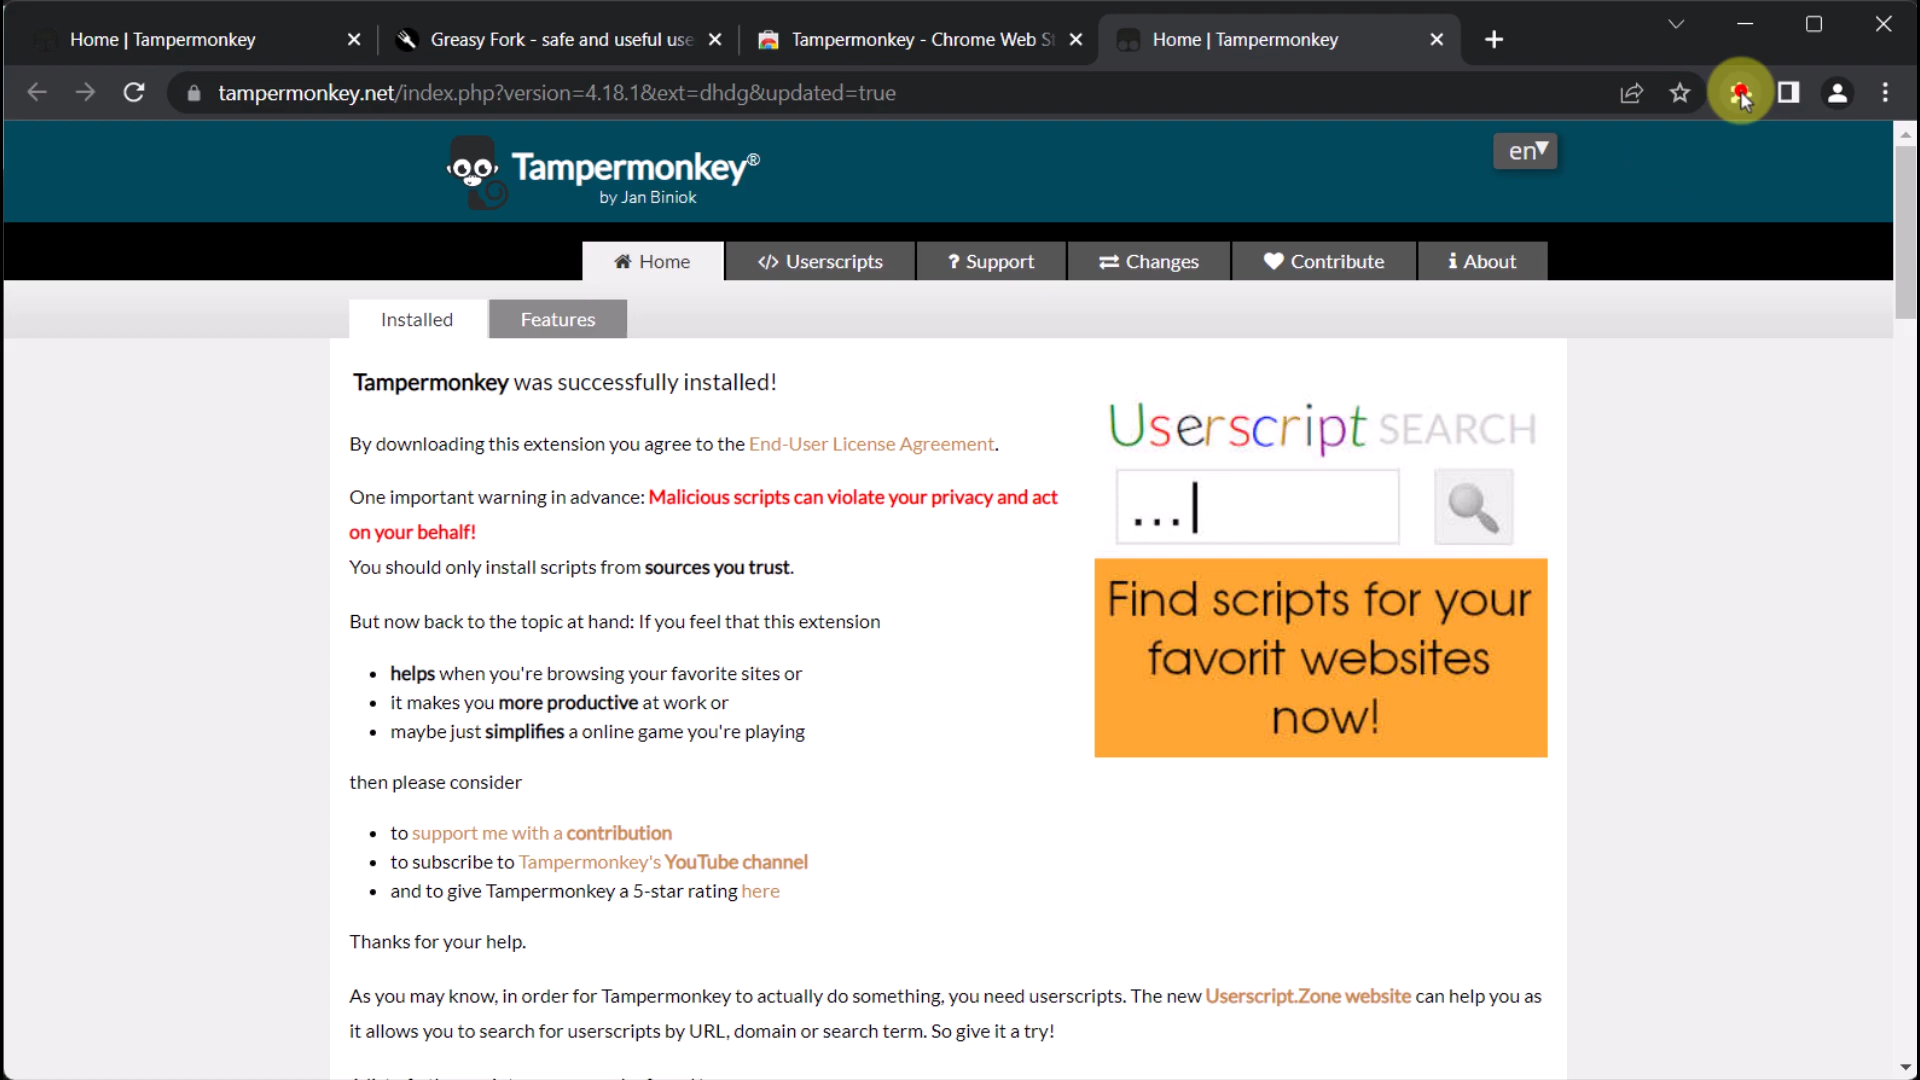 Home | Tampermonkey
Greasy Fork - safe and useful use
Tampermonkey - Chrome Web St
Home | Tampermonkey
tampermonkey.net/index.php?version=4.18.1&ext=dhdg&updated=true
Tampermonkey®
by Jan Biniok
en
Home
</> Userscripts
? Support
Changes
Contribute
About
Installed
Features
Tampermonkey was successfully installed!
By downloading this extension you agree to the End-User License Agreement.
One important warning in advance: Malicious scripts can violate your privacy and act
on your behalf!
You should only install scripts from sources you trust.
But now back to the topic at hand: If you feel that this extension
• helps when you're browsing your favorite sites or
• it makes you more productive at work or
• maybe just simplifies a online game you're playing
then please consider
• to support me with a contribution
• to subscribe to Tampermonkey's YouTube channel
• and to give Tampermonkey a 5-star rating here
Thanks for your help.
As you may know, in order for Tampermonkey to actually do something, you need userscripts. The new Userscript.Zone website can help you as
it allows you to search for userscripts by URL, domain or search term. So give it a try!
Userscript SEARCH
...|
Find scripts for your
favorit websites
now!